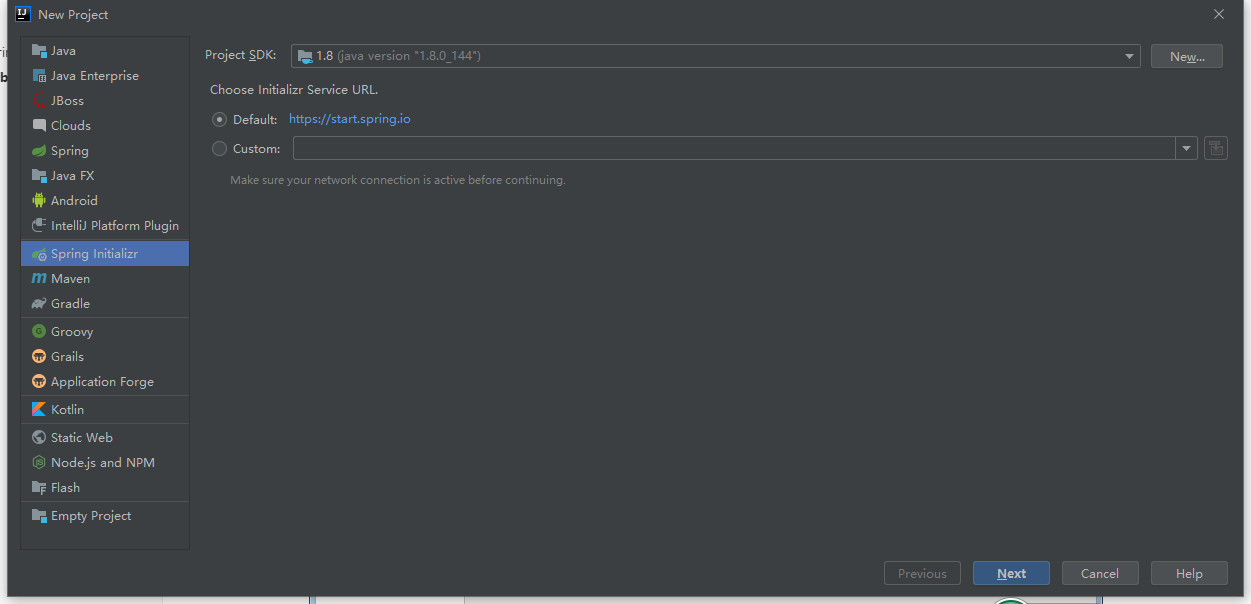 New Project
Java
Java Enterprise
JBoss
Clouds
Spring
Java FX
Android
IntelliJ Platform Plugin
Spring Initializr
Maven
Gradle
Groovy
Grails
Application Forge
Kotlin
Static Web
Node.js and NPM
Flash
Empty Project
Project SDK: 1.8 (java version "1.8.0_144") New...
Choose Initializr Service URL.
Default: https://start.spring.io
Custom:
Make sure your network connection is active before continuing.
Previous Next Cancel Help